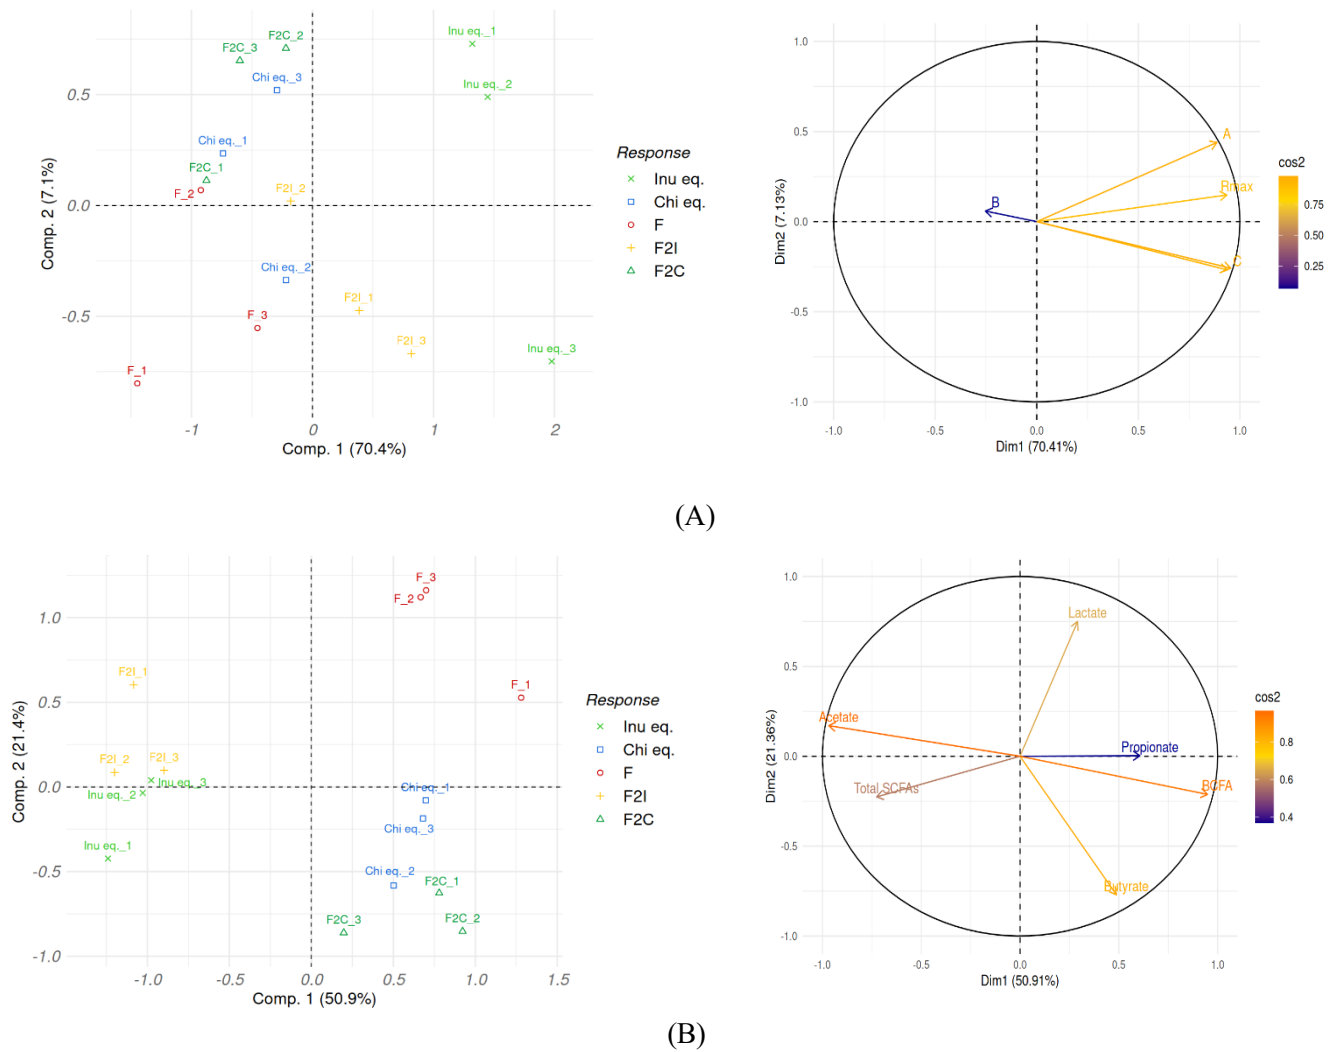 Inu eq._1
F2C_2
F2C_3
Chi eq._3
Inu eq._2
0.5
Chi eq._1
F2C_1
F_2
F2I_2
0.0
Chi eq._2
F2I_1
F_3
-0.5
F2I_3
Inu eq._3
F_1
-1
0
1
2
Comp. 1 (70.4%)
Comp. 2 (7.1%)
Response
Inu eq.
Chi eq.
F
F2I
F2C
1.0
0.5
0.0
-0.5
-1.0
A
Rmax
B
C
-1.0
-0.5
0.0
0.5
1.0
Dim1 (70.41%)
Dim2 (7.13%)
cos2
0.75
0.50
0.25
(A)
F_3
F_2
1.0
F2I_1
F_1
0.5
F2I_2
F2I_3
Inu eq._3
0.0
Inu eq._2
Chi eq._1
Chi eq._3
Inu eq._1
-0.5
Chi eq._2
F2C_1
F2C_3
F2C_2
-1.0
-1.0
-0.5
0.0
0.5
1.0
1.5
Comp. 1 (50.9%)
Comp. 2 (21.4%)
Response
Inu eq.
Chi eq.
F
F2I
F2C
1.0
0.5
0.0
-0.5
-1.0
Lactate
Acetate
Propionate
Total SCFAs
BCFA
Butyrate
-1.0
-0.5
0.0
0.5
1.0
Dim1 (50.91%)
Dim2 (21.36%)
cos2
0.8
0.6
0.4
(B)